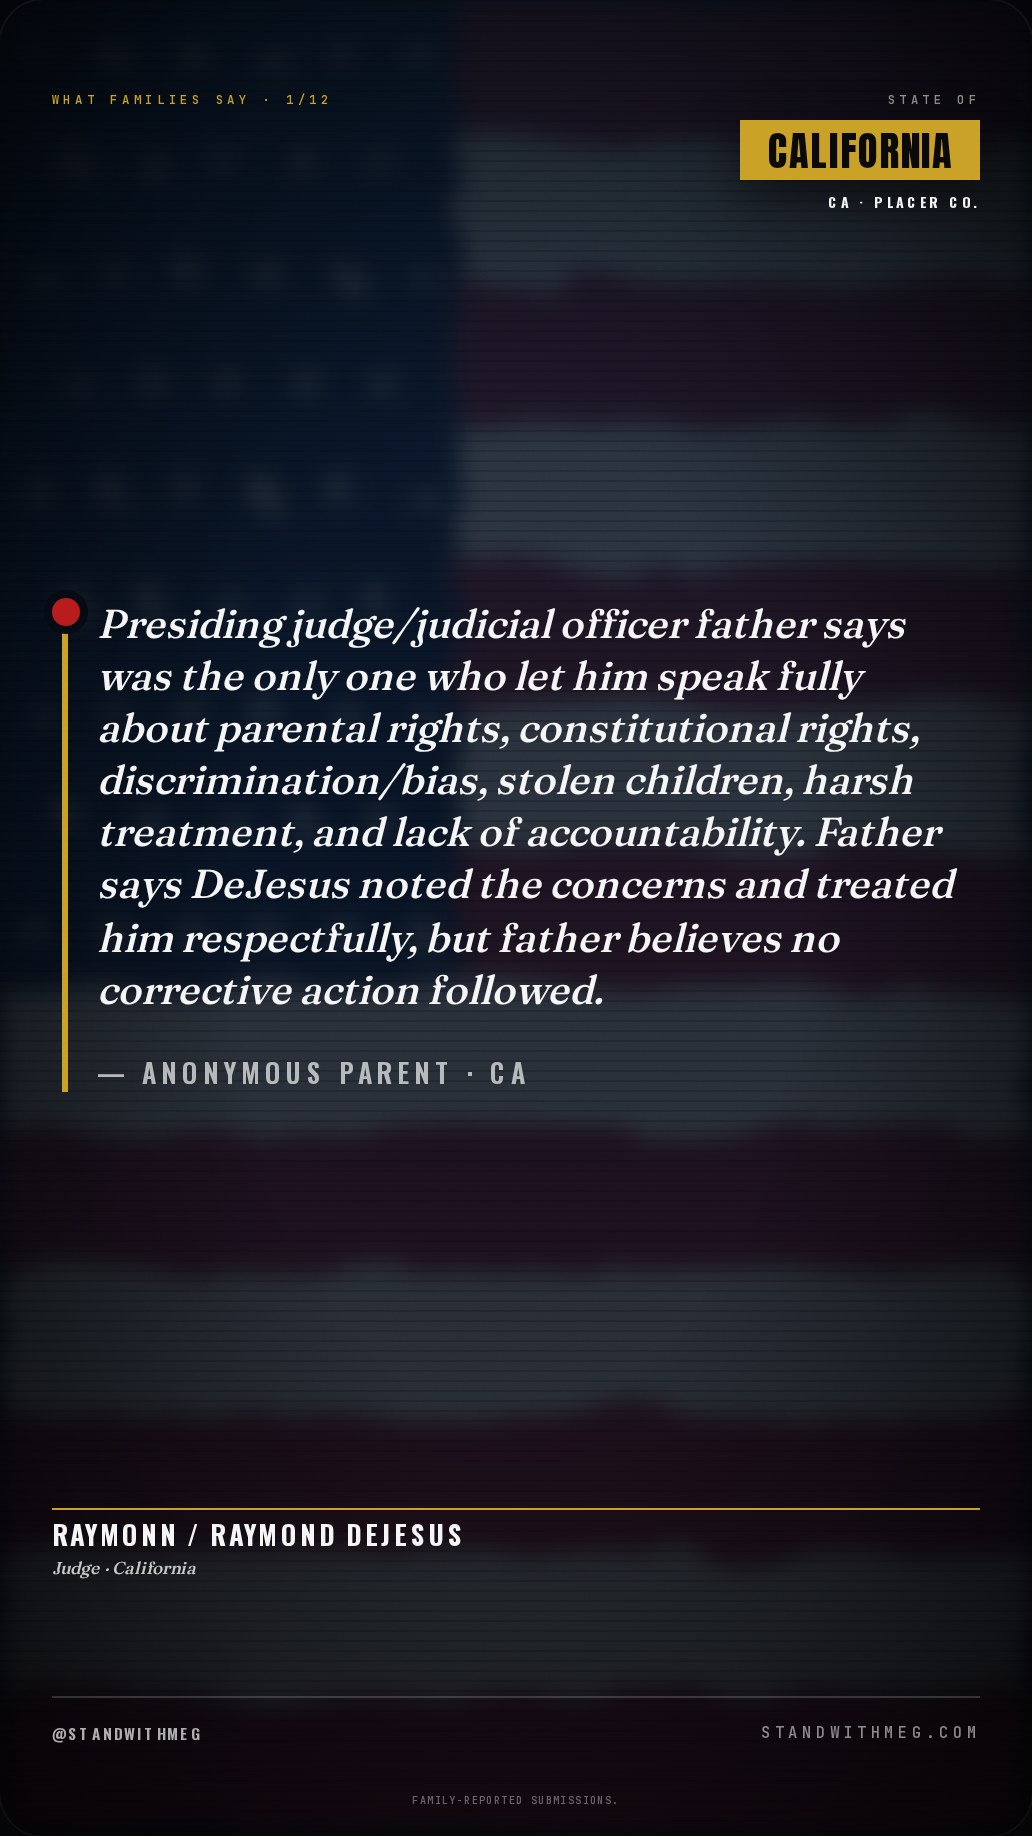 WHAT FAMILIES SAY · 1/12
STATE OF
CALIFORNIA
CA · PLACER CO.
Presiding judge/judicial officer father says
was the only one who let him speak fully
about parental rights, constitutional rights,
discrimination/bias, stolen children, harsh
treatment, and lack of accountability. Father
says DeJesus noted the concerns and treated
him respectfully, but father believes no
corrective action followed.
— ANONYMOUS PARENT · CA
RAYMONN / RAYMOND DEJESUS
Judge · California
@STANDWITHMEG
STANDWITHMEG.COM
FAMILY-REPORTED SUBMISSIONS.